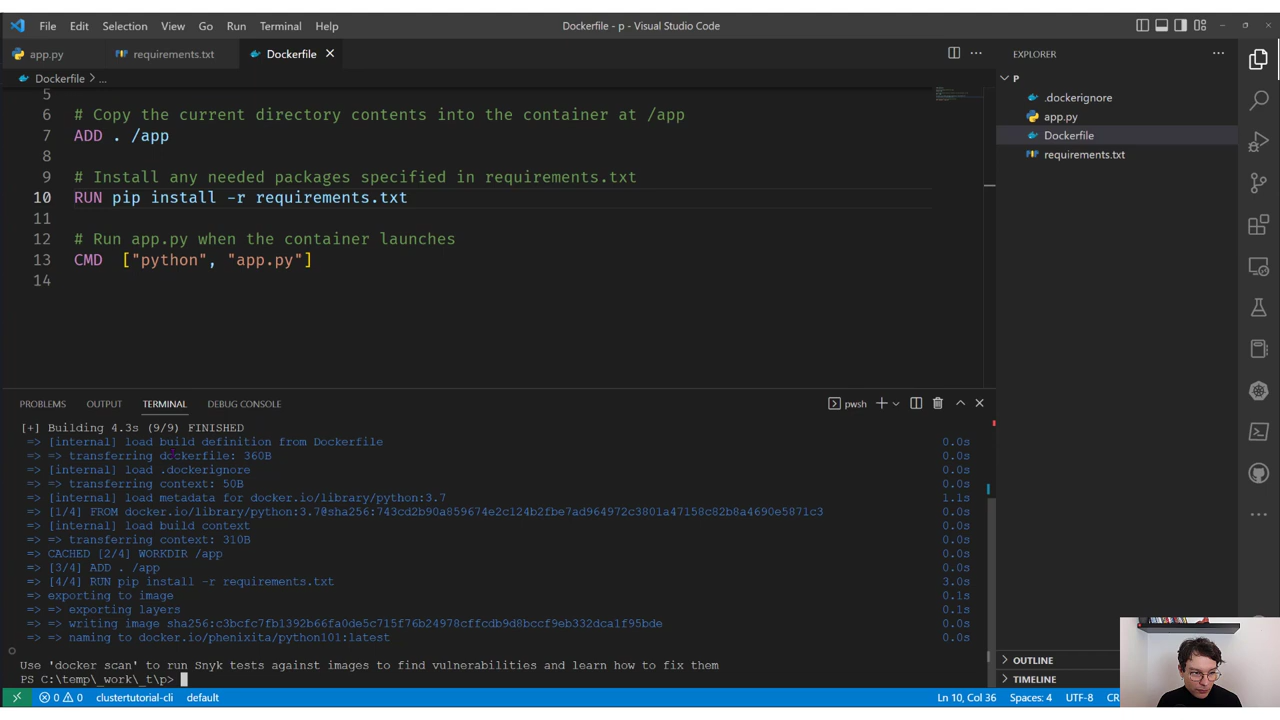 File Edit Selection View Go Run Terminal Help Dockerfile - p - Visual Studio Code
app.py requirements.txt Dockerfile
Dockerfile > ...
EXPLORER
P
.dockerignore
app.py
Dockerfile
requirements.txt
5
6 # Copy the current directory contents into the container at /app
7 ADD . /app
8
9 # Install any needed packages specified in requirements.txt
10 RUN pip install -r requirements.txt
11
12 # Run app.py when the container launches
13 CMD ["python", "app.py"]
14
PROBLEMS OUTPUT TERMINAL DEBUG CONSOLE pwsh
[+] Building 4.3s (9/9) FINISHED
=> [internal] load build definition from Dockerfile 0.0s
=> => transferring dockerfile: 360B 0.0s
=> [internal] load .dockerignore 0.0s
=> => transferring context: 50B 0.0s
=> [internal] load metadata for docker.io/library/python:3.7 1.1s
=> [1/4] FROM docker.io/library/python:3.7@sha256:743cd2b90a859674e2c124b2fbe7ad964972c3801a47158c82b8a4690e5871c3 0.0s
=> [internal] load build context 0.0s
=> => transferring context: 310B 0.0s
=> CACHED [2/4] WORKDIR /app 0.0s
=> [3/4] ADD . /app 0.0s
=> [4/4] RUN pip install -r requirements.txt 3.0s
=> exporting to image 0.1s
=> => exporting layers 0.1s
=> => writing image sha256:c3bcfc7fb1392b66fa0de5c715f76b24978cffcdb9d8bccf9eb332dca1f95bde 0.0s
=> => naming to docker.io/phenixita/python101:latest 0.0s
Use 'docker scan' to run Snyk tests against images to find vulnerabilities and learn how to fix them
PS C:\temp\_work\_t\p>
OUTLINE
TIMELINE
0 0 clustertutorial-cli default Ln 10, Col 36 Spaces: 4 UTF-8